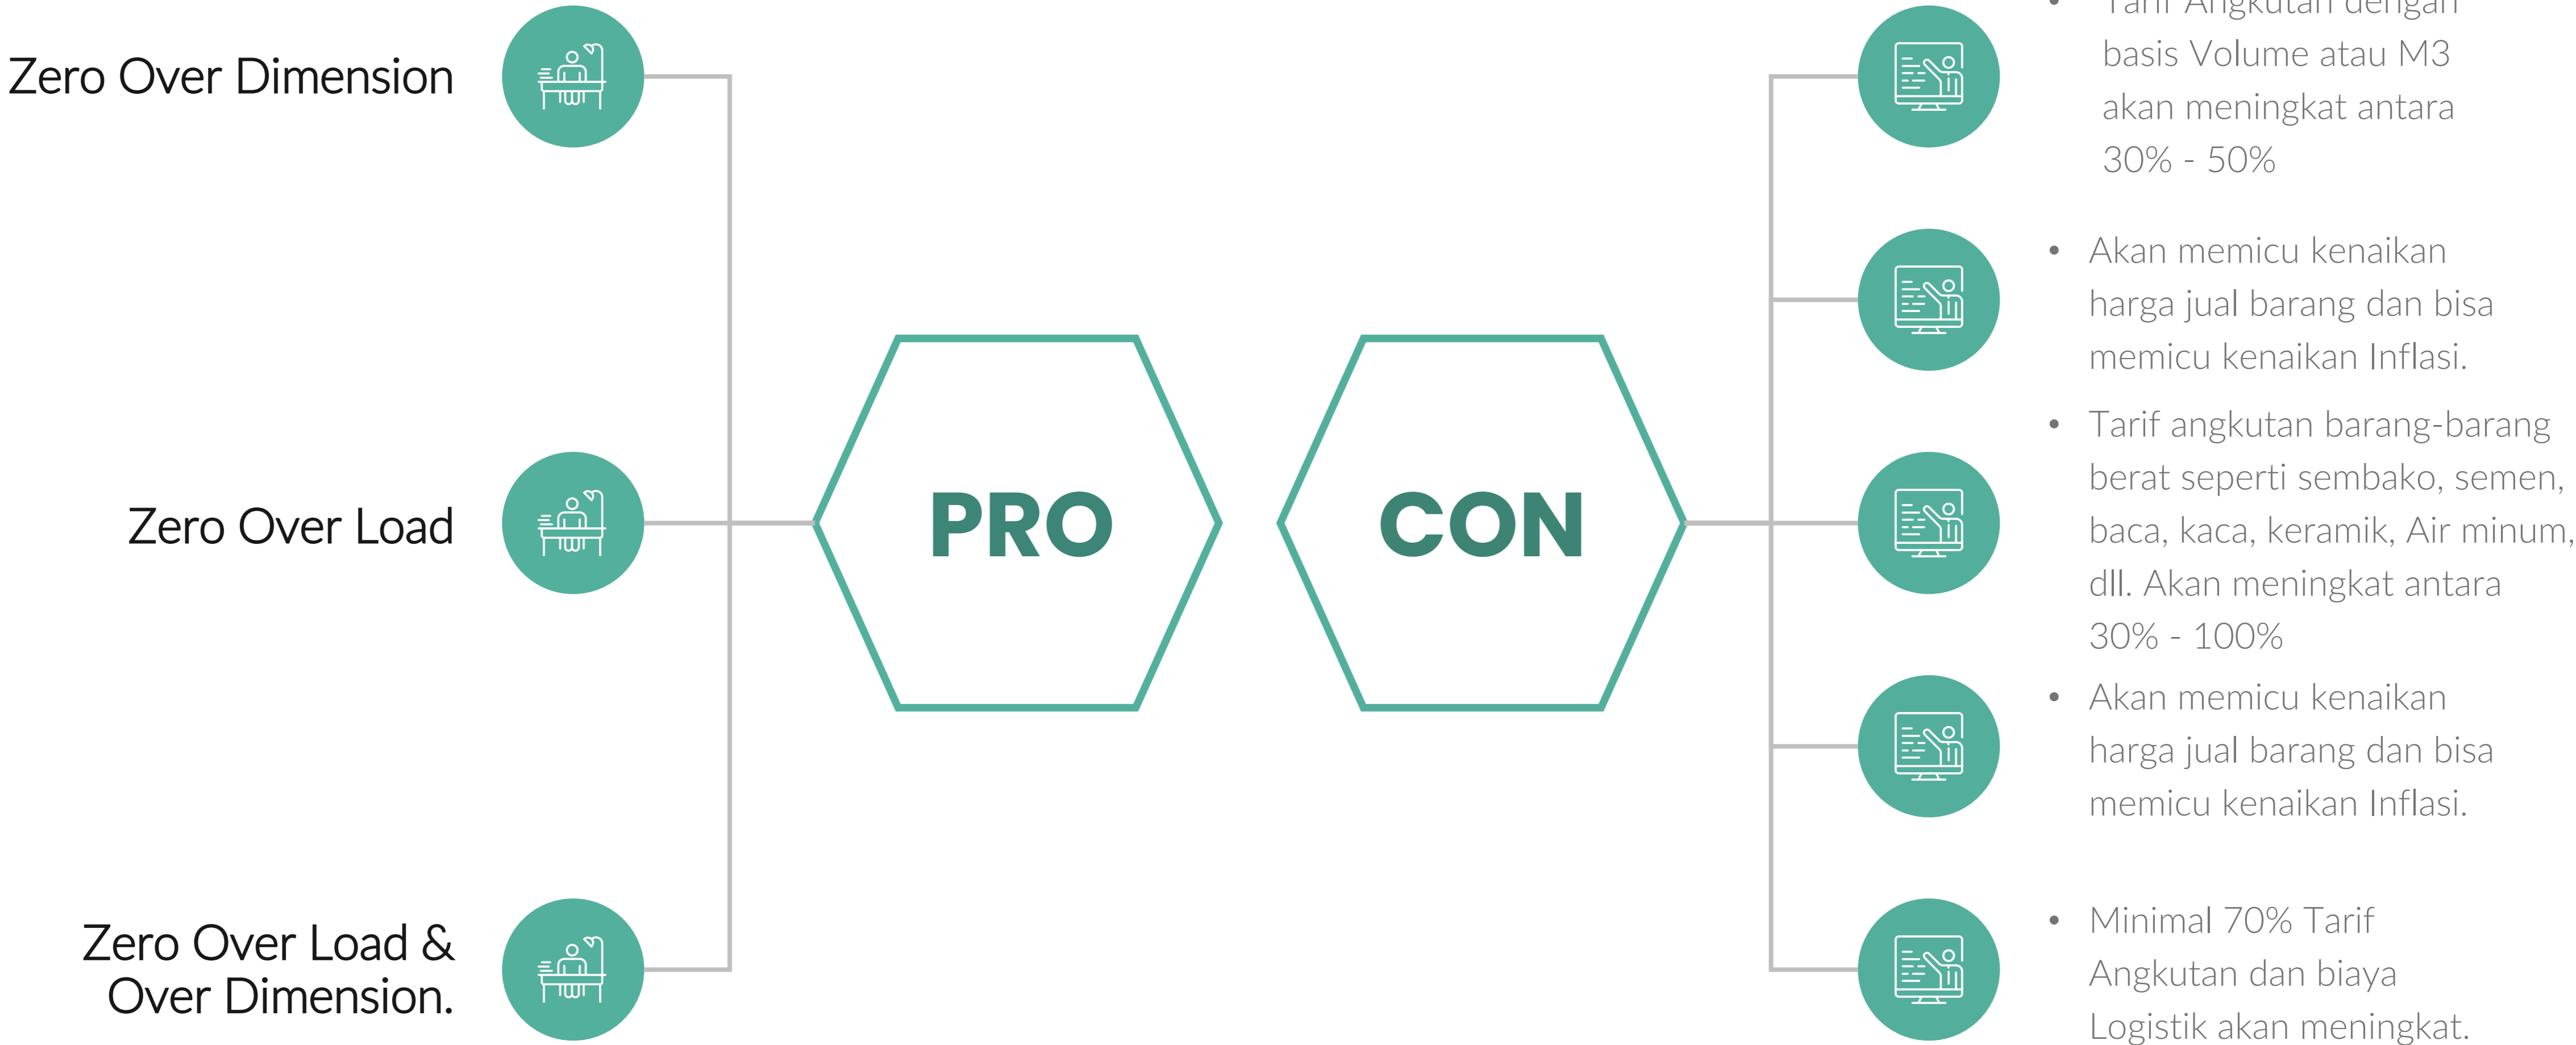 Zero Over Dimension
Zero Over Load
Zero Over Load &
Over Dimension.
PRO
CON
• Tarif Angkutan dengan
basis Volume atau M3
akan meningkat antara
30% - 50%
• Akan memicu kenaikan
harga jual barang dan bisa
memicu kenaikan Inflasi.
• Tarif angkutan barang-barang
berat seperti sembako, semen,
baca, kaca, keramik, Air minum,
dll. Akan meningkat antara
30% - 100%
• Akan memicu kenaikan
harga jual barang dan bisa
memicu kenaikan Inflasi.
• Minimal 70% Tarif
Angkutan dan biaya
Logistik akan meningkat.